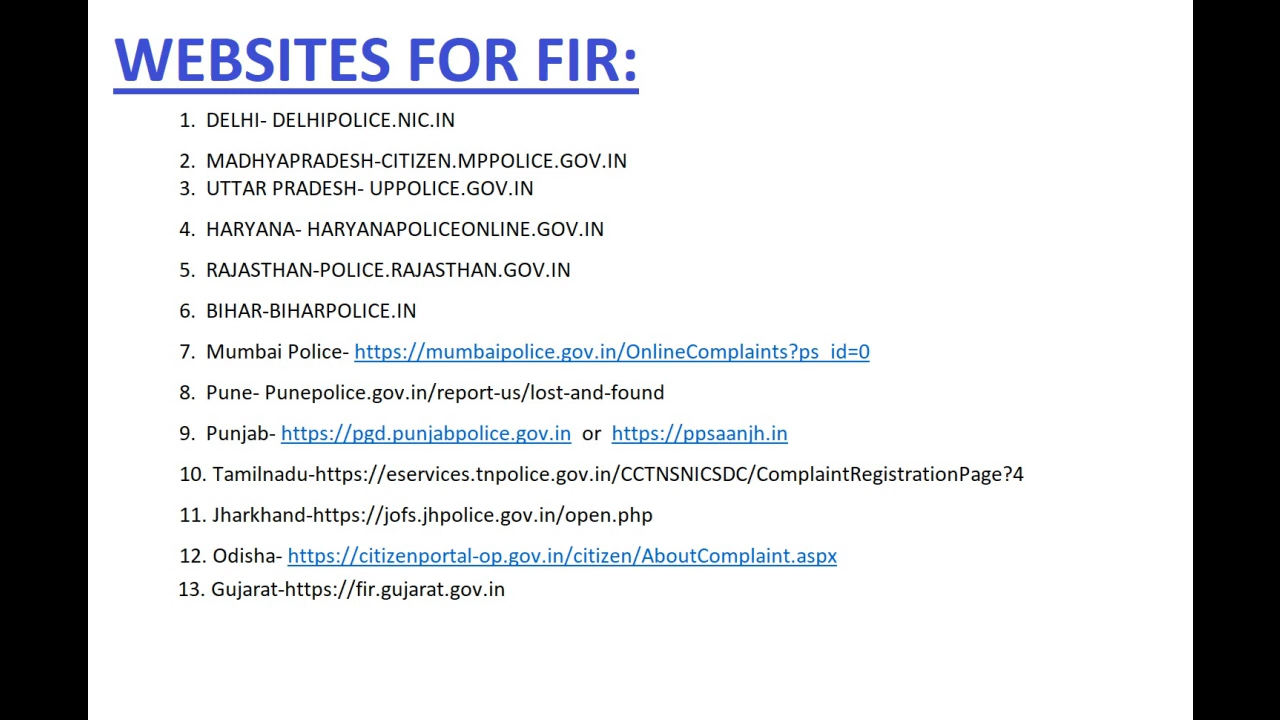 WEBSITES FOR FIR:
1. DELHI- DELHIPOLICE.NIC.IN
2. MADHYAPRADESH-CITIZEN.MPPOLICE.GOV.IN
3. UTTAR PRADESH- UPPOLICE.GOV.IN
4. HARYANA- HARYANAPOLICEONLINE.GOV.IN
5. RAJASTHAN-POLICE.RAJASTHAN.GOV.IN
6. BIHAR-BIHARPOLICE.IN
7. Mumbai Police- https://mumbaipolice.gov.in/OnlineComplaints?ps_id=0
8. Pune- Punepolice.gov.in/report-us/lost-and-found
9. Punjab- https://pgd.punjabpolice.gov.in or https://ppsaanjh.in
10. Tamilnadu-https://eservices.tnpolice.gov.in/CCTNSNICSDC/ComplaintRegistrationPage?4
11. Jharkhand-https://jofs.jhpolice.gov.in/open.php
12. Odisha- https://citizenportal-op.gov.in/citizen/AboutComplaint.aspx
13. Gujarat-https://fir.gujarat.gov.in